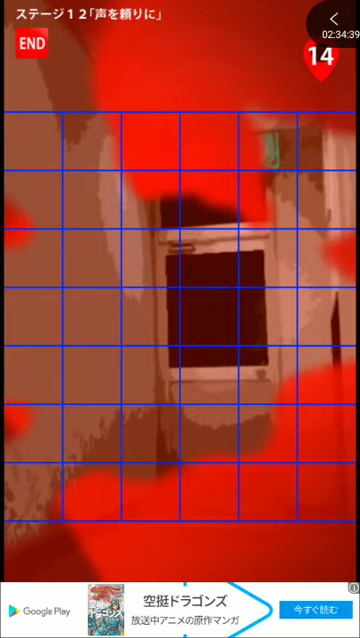 ステージ１２「声を頼りに」
02:34:39
END
14
Google Play
空挺ドラゴンズ
放送中アニメの原作マンガ
今すぐ読む